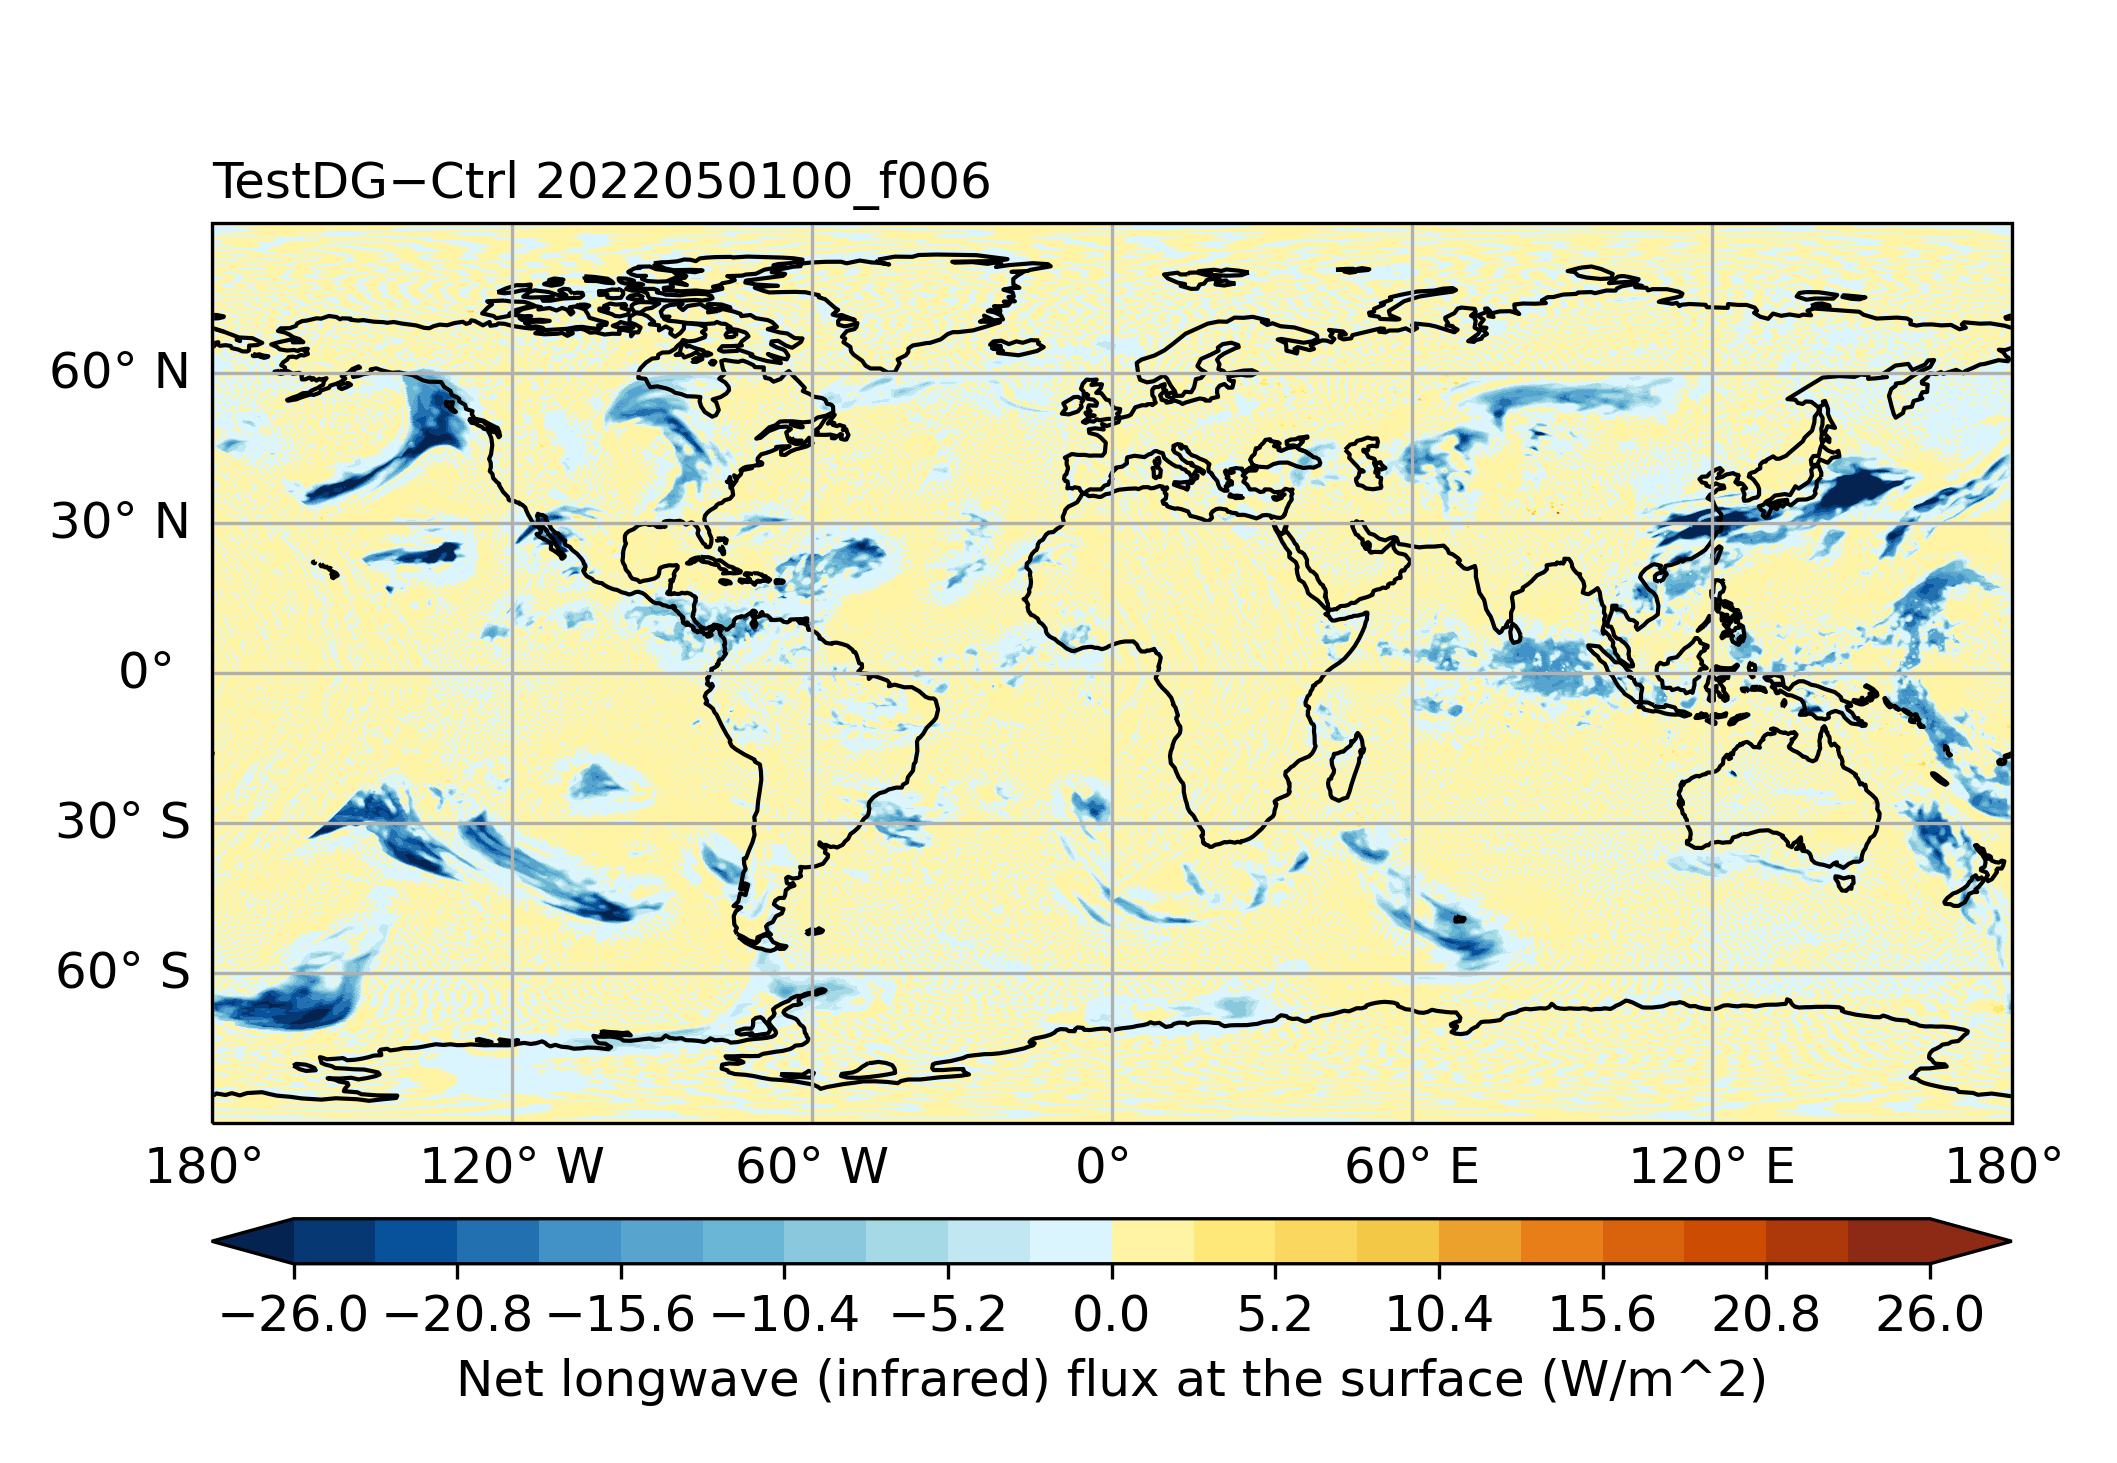 TestDG−Ctrl 2022050100_f006
60° N
30° N
0°
30° S
60° S
180° 120° W 60° W 0° 60° E 120° E 180°
−26.0 −20.8 −15.6 −10.4 −5.2 0.0 5.2 10.4 15.6 20.8 26.0
Net longwave (infrared) flux at the surface (W/m^2)